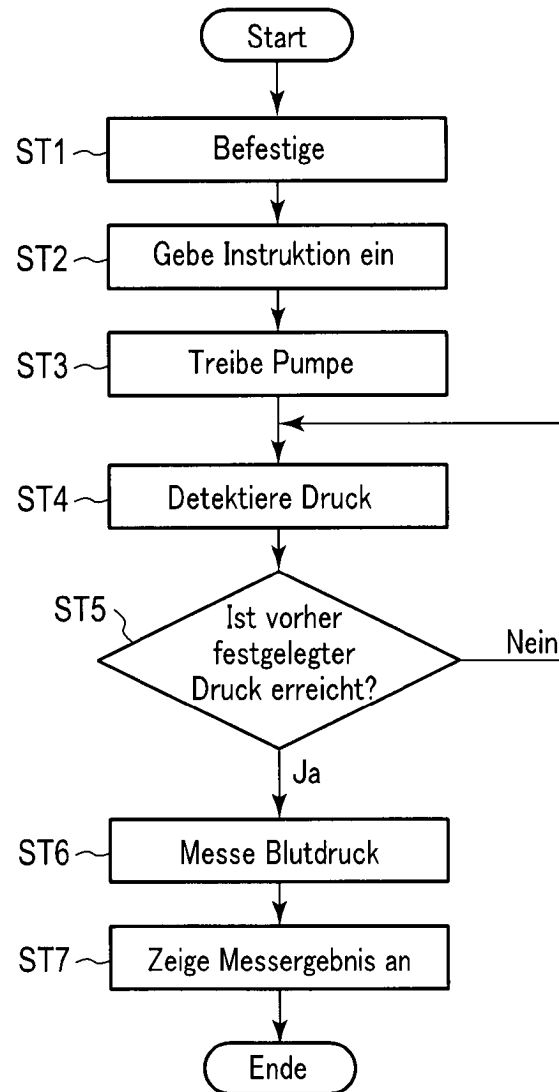 Start
ST1
Befestige
ST2
Gebe Instruktion ein
ST3
Treibe Pumpe
ST4
Detektiere Druck
ST5
Ist vorher
festgelegter
Druck erreicht?
Nein
Ja
ST6
Messe Blutdruck
ST7
Zeige Messergebnis an
Ende